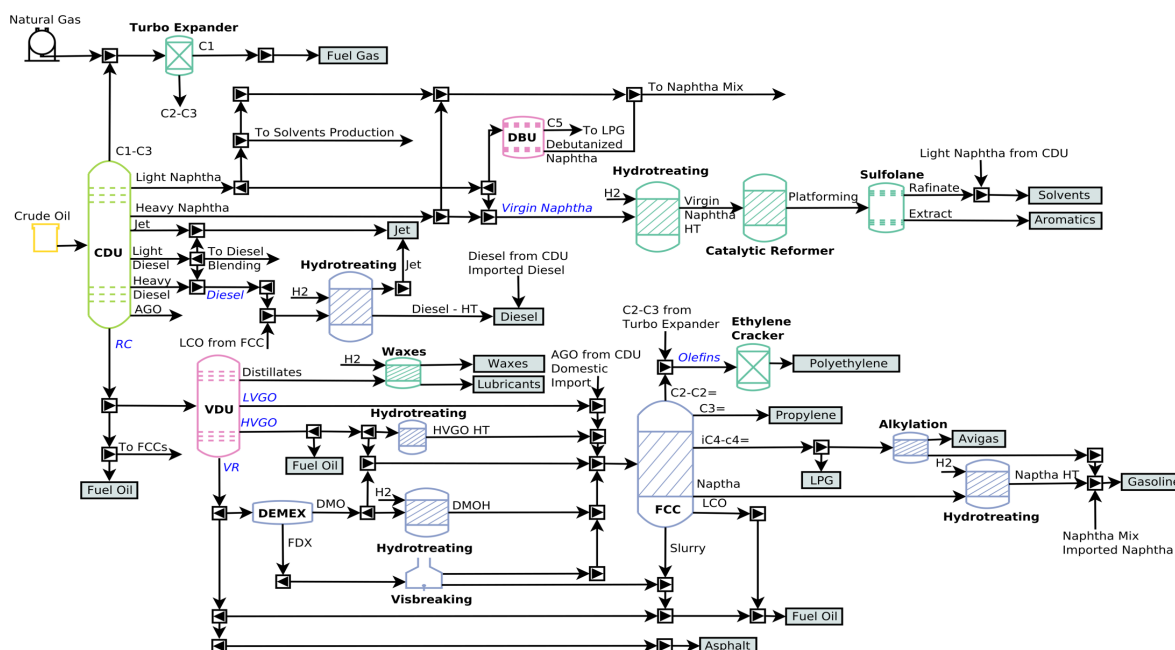 Natural Gas
Turbo Expander
C1
Fuel Gas
C2-C3
To Naphtha Mix
To Solvents Production
C5
To LPG
DBU
Debutanized
Naphtha
C1-C3
Light Naphtha
Heavy Naphtha
Virgin Naphtha
Hydrotreating
H2
Virgin
Naphtha
HT
Platforming
Catalytic Reformer
Light Naphtha from CDU
Sulfolane
Rafinate
Solvents
Extract
Aromatics
Crude Oil
CDU
Jet
Jet
Light
Diesel
To Diesel
Blending
Heavy
Diesel
Diesel
AGO
RC
Hydrotreating
H2
Jet
Diesel - HT
Diesel from CDU
Imported Diesel
Diesel
LCO from FCC
C2-C3 from
Turbo Expander
Ethylene
Cracker
Olefins
Polyethylene
C2-C2=
VDU
Distillates
H2
Waxes
Waxes
Lubricants
AGO from CDU
Domestic
Import
LVGO
HVGO
Hydrotreating
HVGO HT
Fuel Oil
VR
To FCCs
Fuel Oil
C3=
Propylene
iC4-c4=
Alkylation
Avigas
LPG
H2
Naptha HT
Gasoline
Naptha
Hydrotreating
FCC
LCO
Naphtha Mix
Imported Naphtha
DEMEX
DMO
H2
DMOH
FDX
Hydrotreating
Slurry
Visbreaking
Fuel Oil
Asphalt